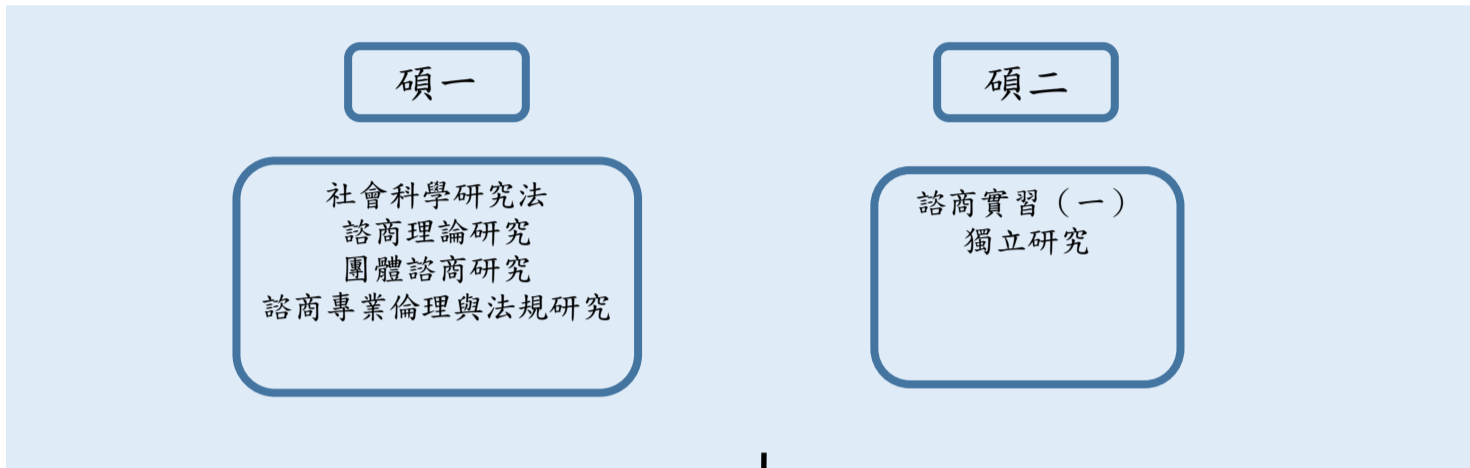 碩一
社會科學研究法
諮商理論研究
團體諮商研究
諮商專業倫理與法規研究
碩二
諮商實習（一）
獨立研究